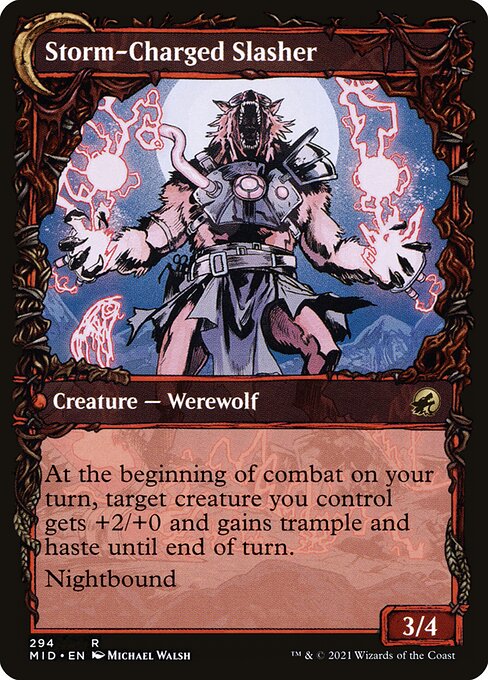 Storm-Charged Slasher
Creature — Werewolf
At the beginning of combat on your
turn, target creature you control
gets +2/+0 and gains trample and
haste until end of turn.
Nightbound
3/4
294 R
MID • EN Michael Walsh
™ & © 2021 Wizards of the Coast